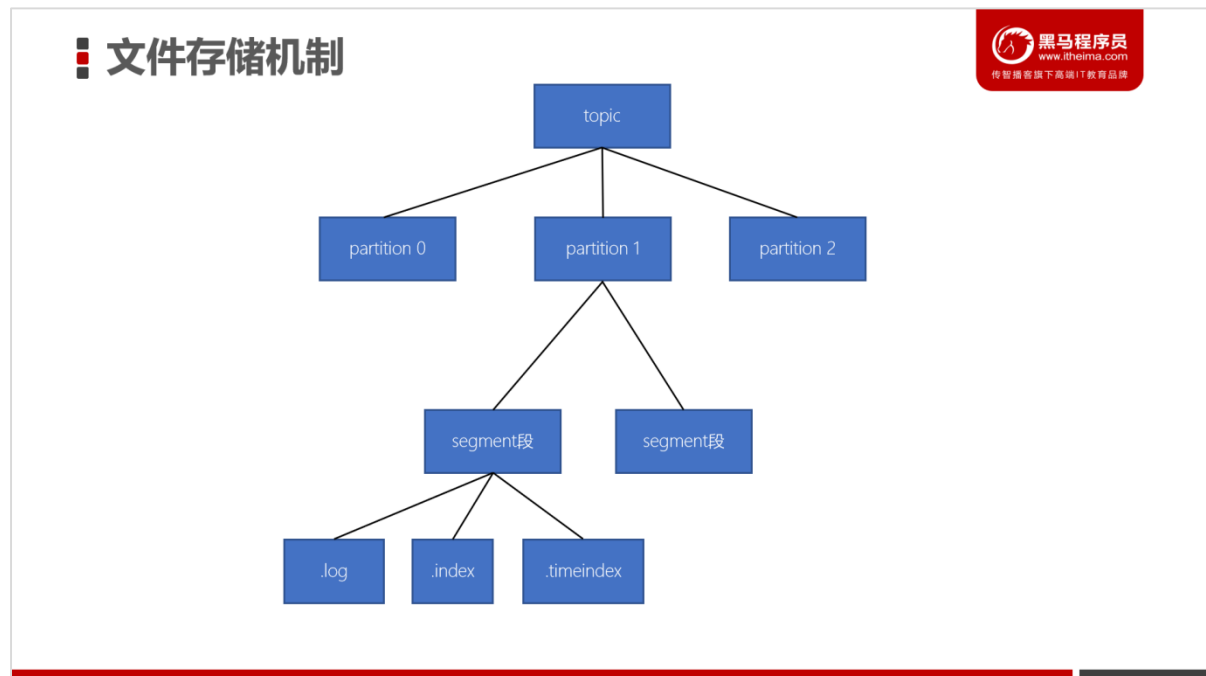 文件存储机制
黑马程序员
www.itheima.com
传智播客旗下高端IT教育品牌
topic
partition 0
partition 1
partition 2
segment段
segment段
.log
.index
.timeindex